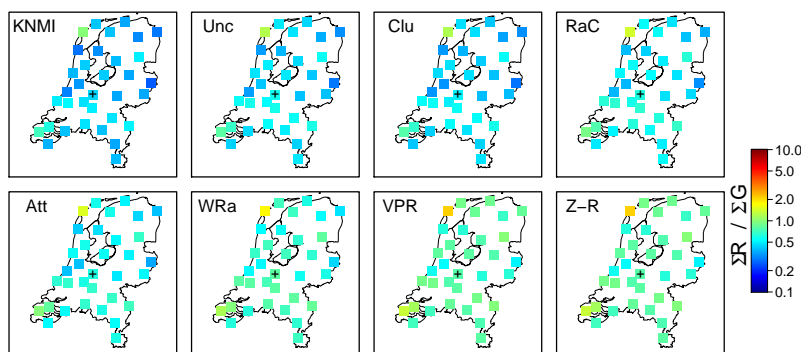 KNMI
Unc
Clu
RaC
Att
WRa
VPR
Z−R
10.0
5.0
2.0
1.0
0.5
0.2
0.1
ΣR / ΣG